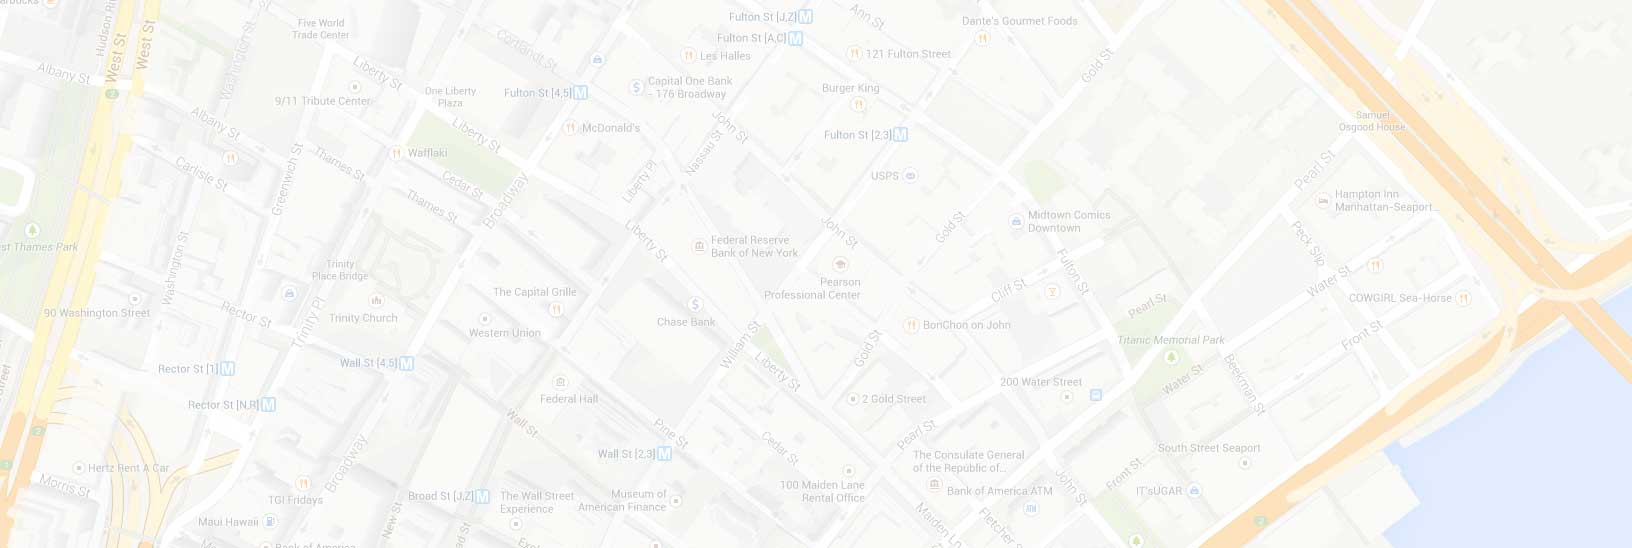 Hudson Riv
West St
West St
Five World
Trade Center
Washington St
Albany St
Liberty St
9/11 Tribute Center
One Liberty
Plaza
Cortlandt St
Fulton St [J,Z] M
Fulton St [A,C] M
Les Halles
Capital One Bank
- 176 Broadway
Fulton St [4,5] M
McDonald's
Ann St
121 Fulton Street
Burger King
Fulton St [2,3] M
Dante's Gourmet Foods
Gold St
Samuel
Osgood House
Pearl St
Hampton Inn
Manhattan-Seaport...
Albany St
Carlisle St
Greenwich St
Thames St
Wafflaki
Liberty St
Cedar St
Thames St
Broadway
Liberty Pl
Nassau St
John St
USPS
Gold St
Midtown Comics
Downtown
Peck Slip
est Thames Park
Washington St
Trinity
Place Bridge
Trinity Church
Liberty St
Federal Reserve
Bank of New York
John St
Pearson
Professional Center
Fulton St
Cliff St
Water St
COWGIRL Sea-Horse
Front St
90 Washington Street
Rector St
Trinity Pl
The Capital Grille
Western Union
Chase Bank
William St
Gold St
BonChon on John
Pearl St
Titanic Memorial Park
Rector St [1] M
Wall St [4,5] M
Rector St [N,R] M
Federal Hall
Liberty St
2 Gold Street
200 Water Street
Water St
Beekman St
Wall St
Pine St
Cedar St
Wall St [2,3] M
Pearl St
South Street Seaport
Hertz Rent A Car
Morris St
Broadway
TGI Fridays
Maui Hawaii
Broad St [J,Z] M
New St
The Wall Street
Experience
Museum of
American Finance
100 Maiden Lane
Rental Office
The Consulate General
of the Republic of...
Bank of America ATM
ATM
Maiden Ln
Fletcher St
John St
Front St
IT'SUGAR
Bank of America